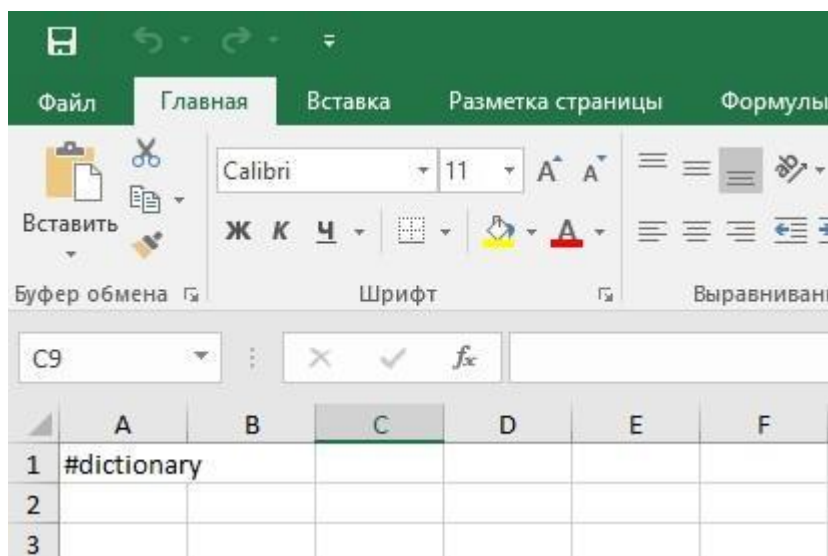 Файл Главная Вставка Разметка страницы Формулы
Calibri 11 A A
Вставить
Ж К Ч A
Буфер обмена Шрифт
C9 fx
A B C D E F
1 #dictionary
2
3